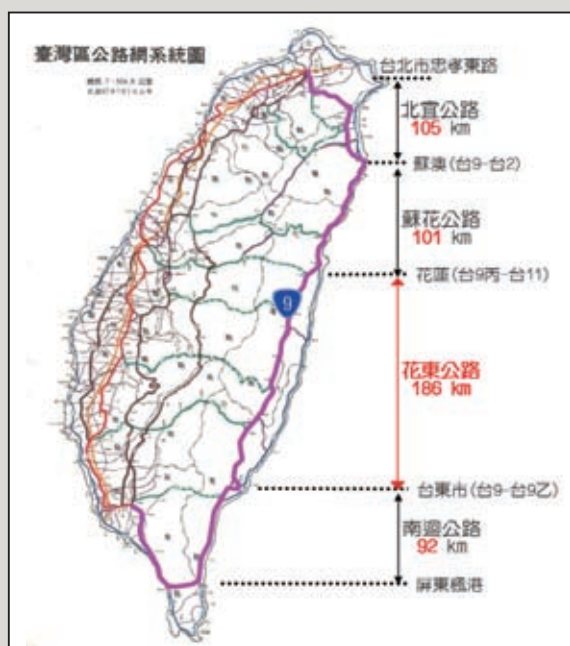 臺灣區公路網系統圖
台北市忠孝東路
北宜公路
105 km
蘇澳(台9-台2)
蘇花公路
101 km
花蓮(台9丙-台11)
9
花東公路
186 km
台東市(台9-台9乙)
南迴公路
92 km
屏東楓港